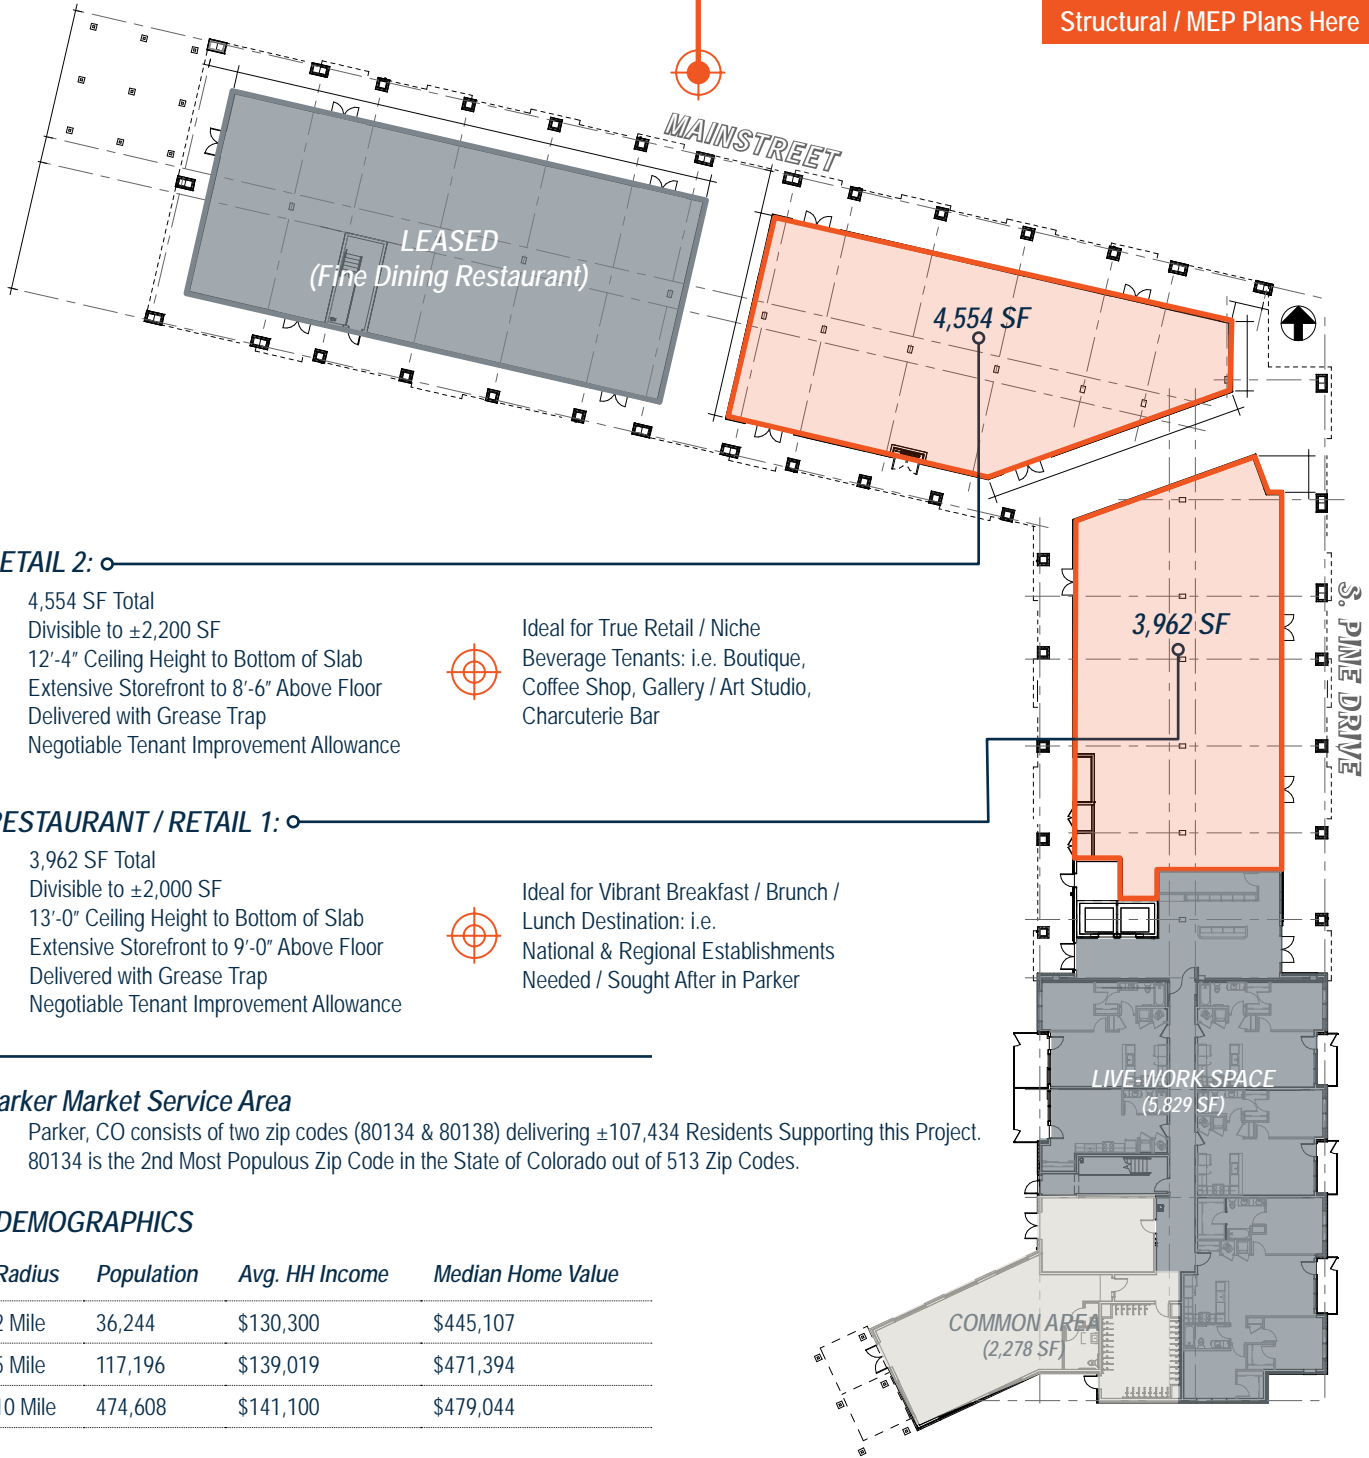 Structural / MEP Plans Here
MAINSTREET
LEASED
(Fine Dining Restaurant)
4,554 SF
ETAIL 2:
4,554 SF Total
Divisible to ±2,200 SF
12'-4" Ceiling Height to Bottom of Slab
Extensive Storefront to 8'-6" Above Floor
Delivered with Grease Trap
Negotiable Tenant Improvement Allowance
Ideal for True Retail / Niche
Beverage Tenants: i.e. Boutique,
Coffee Shop, Gallery / Art Studio,
Charcuterie Bar
3,962 SF
S. PINE DRIVE
RESTAURANT / RETAIL 1:
3,962 SF Total
Divisible to ±2,000 SF
13'-0" Ceiling Height to Bottom of Slab
Extensive Storefront to 9'-0" Above Floor
Delivered with Grease Trap
Negotiable Tenant Improvement Allowance
Ideal for Vibrant Breakfast / Brunch /
Lunch Destination: i.e.
National & Regional Establishments
Needed / Sought After in Parker
LIVE-WORK SPACE
(5,829 SF)
arker Market Service Area
Parker, CO consists of two zip codes (80134 & 80138) delivering ±107,434 Residents Supporting this Project.
80134 is the 2nd Most Populous Zip Code in the State of Colorado out of 513 Zip Codes.
DEMOGRAPHICS
Radius Population Avg. HH Income Median Home Value
2 Mile 36,244 $130,300 $445,107
5 Mile 117,196 $139,019 $471,394
10 Mile 474,608 $141,100 $479,044
COMMON AREA
(2,278 SF)